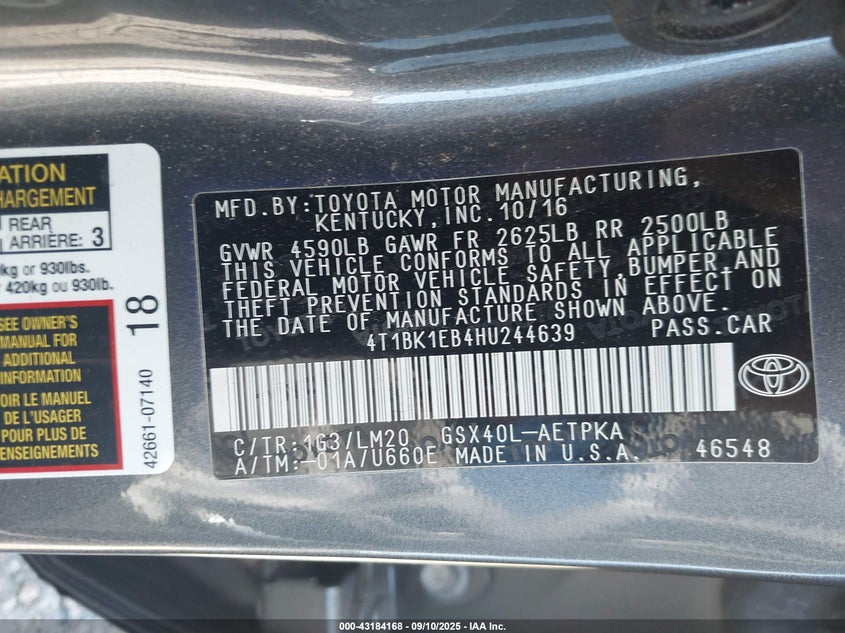 ATION
HARGEMENT
REAR
ARRIÈRE: 3
kg or 930lbs.
420kg ou 930lb.
SEE OWNER'S
MANUAL FOR
ADDITIONAL
INFORMATION
VOIR LE MANUEL
DE L'USAGER
POUR PLUS DE
RENSEIGNEMENTS
18
42661-07140
MFD.BY:TOYOTA MOTOR MANUFACTURING,
KENTUCKY,INC.10/16
GVWR 4590LB GAWR FR 2625LB RR 2500LB
THIS VEHICLE CONFORMS TO ALL APPLICABLE
FEDERAL MOTOR VEHICLE SAFETY,BUMPER,AND
THEFT PREVENTION STANDARDS IN EFFECT ON
THE DATE OF MANUFACTURE SHOWN ABOVE.
4T1BK1EB4HU244639 PASS.CAR
C/TR:1G3/LM20 GSX40L-AETPKA
A/TM:-01A/U660E MADE IN U.S.A. 46548
000-43184168 - 09/10/2025 - IAA Inc.